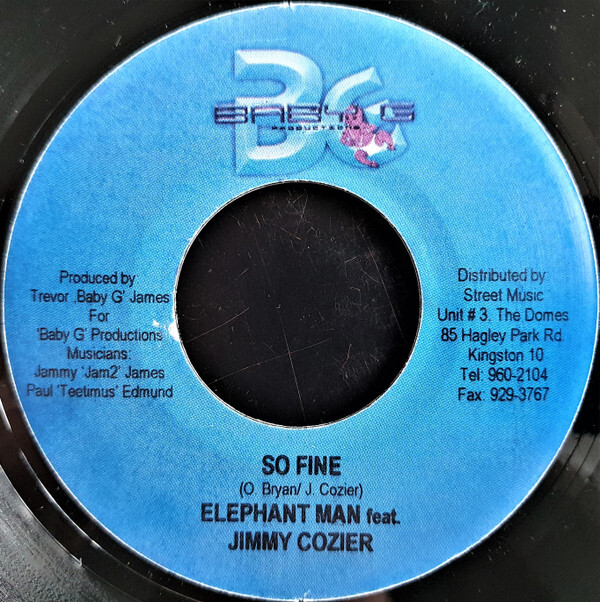 BG
BABY G
PRODUCTIONS
Produced by
Trevor ‚Baby G' James
For
'Baby G' Productions
Musicians:
Jammy 'Jam2' James
Paul 'Teetimus' Edmund
Distributed by:
Street Music
Unit # 3, The Domes
85 Hagley Park Rd.
Kingston 10
Tel: 960-2104
Fax: 929-3767
SO FINE
(O. Bryan/ J. Cozier)
ELEPHANT MAN feat.
JIMMY COZIER